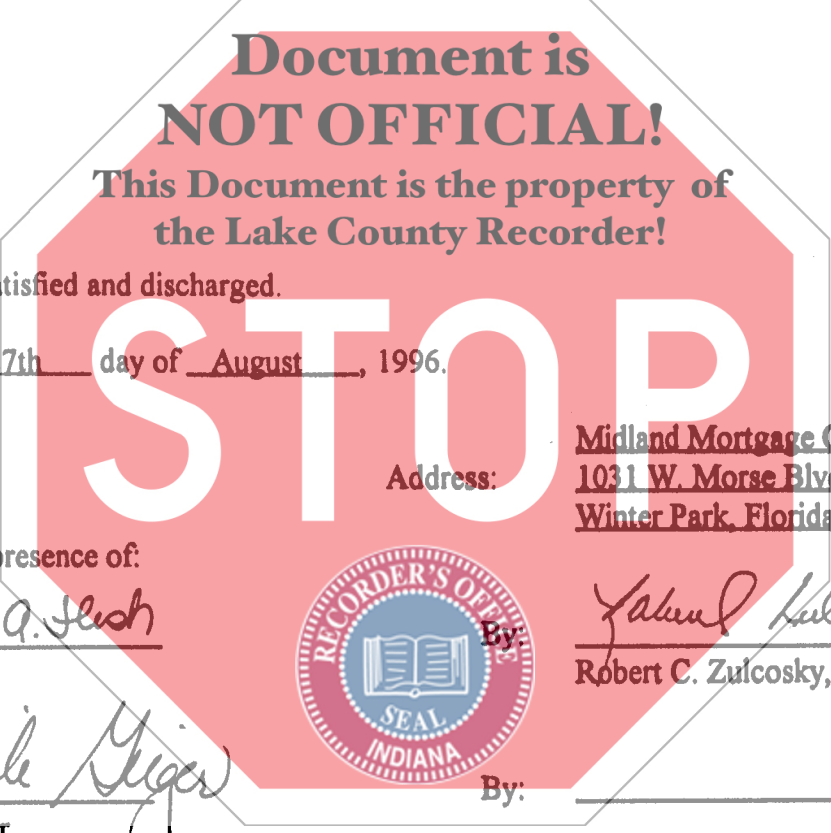 Document is
NOT OFFICIAL!
This Document is the property of
the Lake County Recorder!
tisfied and discharged.
7th day of August, 1996.
STOP
Midland Mortgage C
Address: 1031 W. Morse Blv
Winter Park, Florida
presence of:
RECORDER'S OFFICE
By:
Robert C. Zulcosky,
SEAL
INDIANA
Geiger
By: